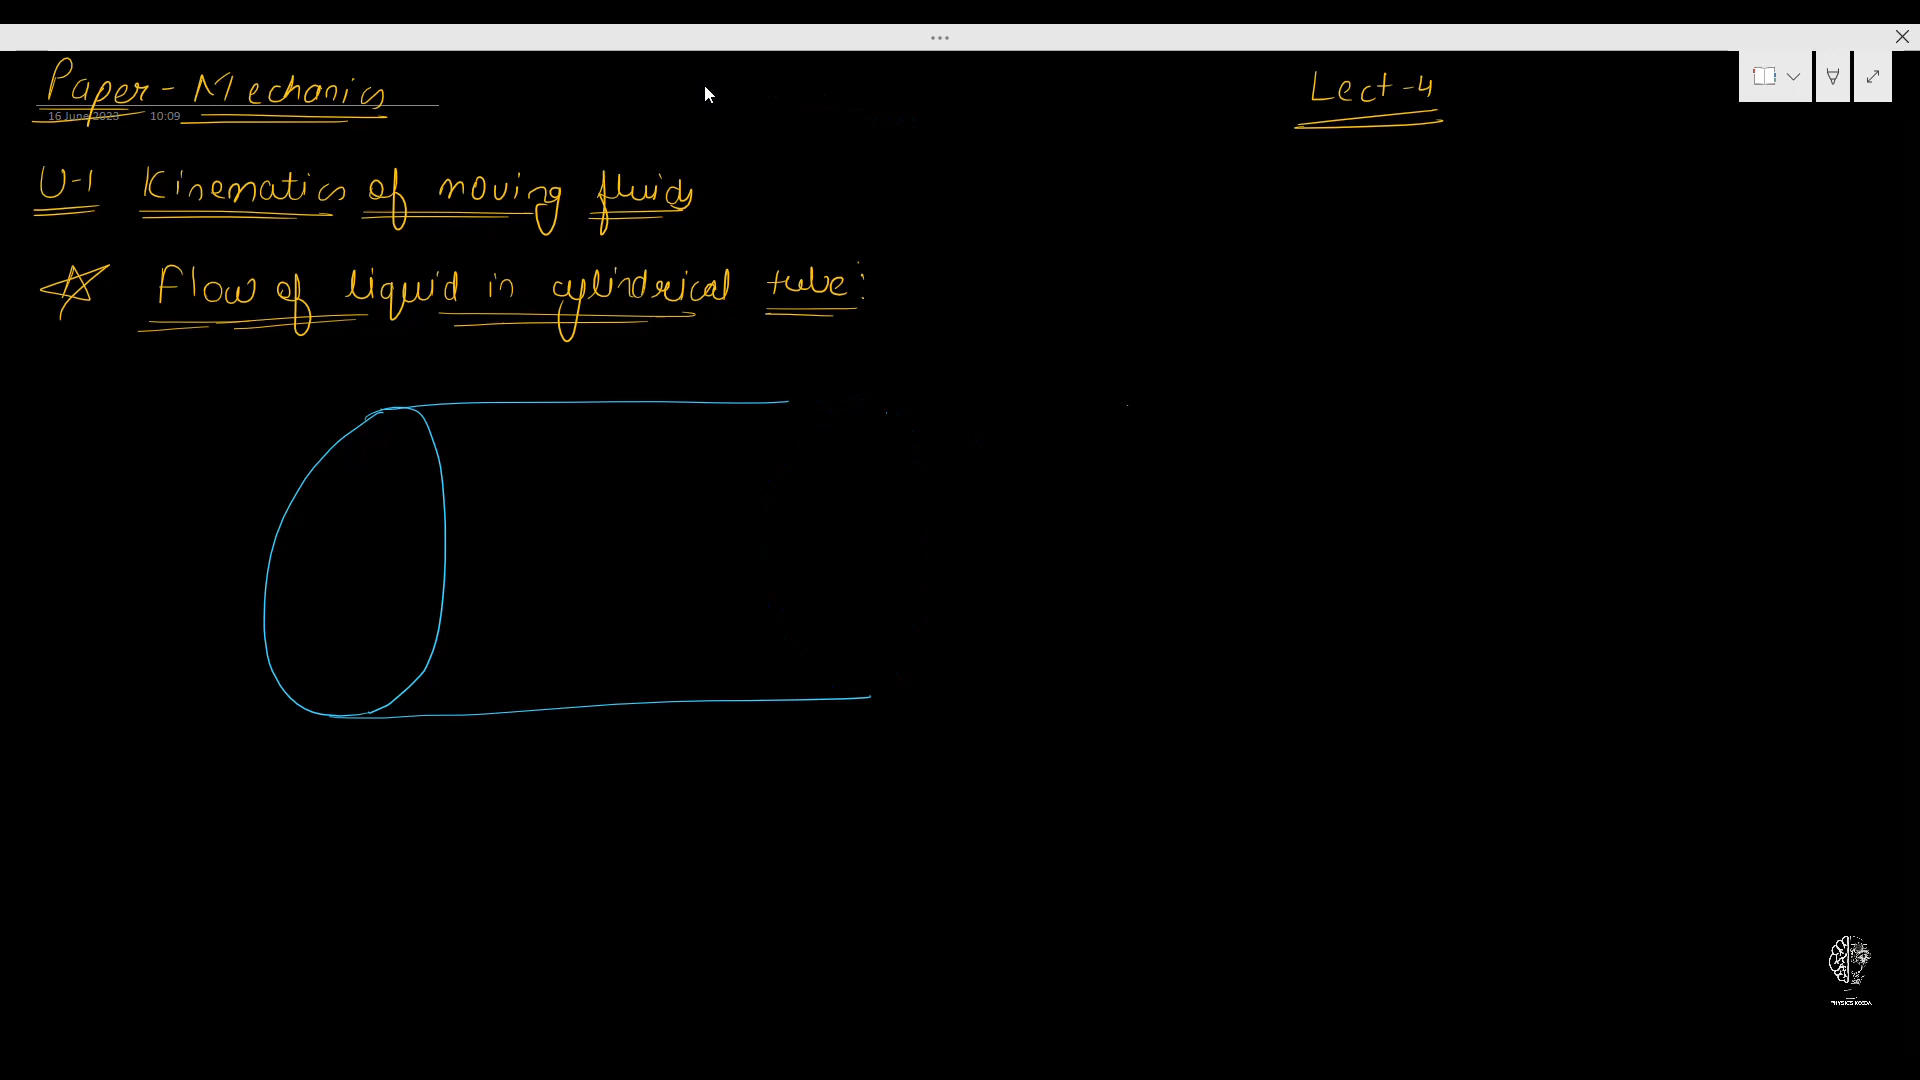 Paper - Mechanics
Lect-4
16 June 2023 10:09
U-1 Kinematics of moving fluids
Flow of liquid in cylindrical tube: